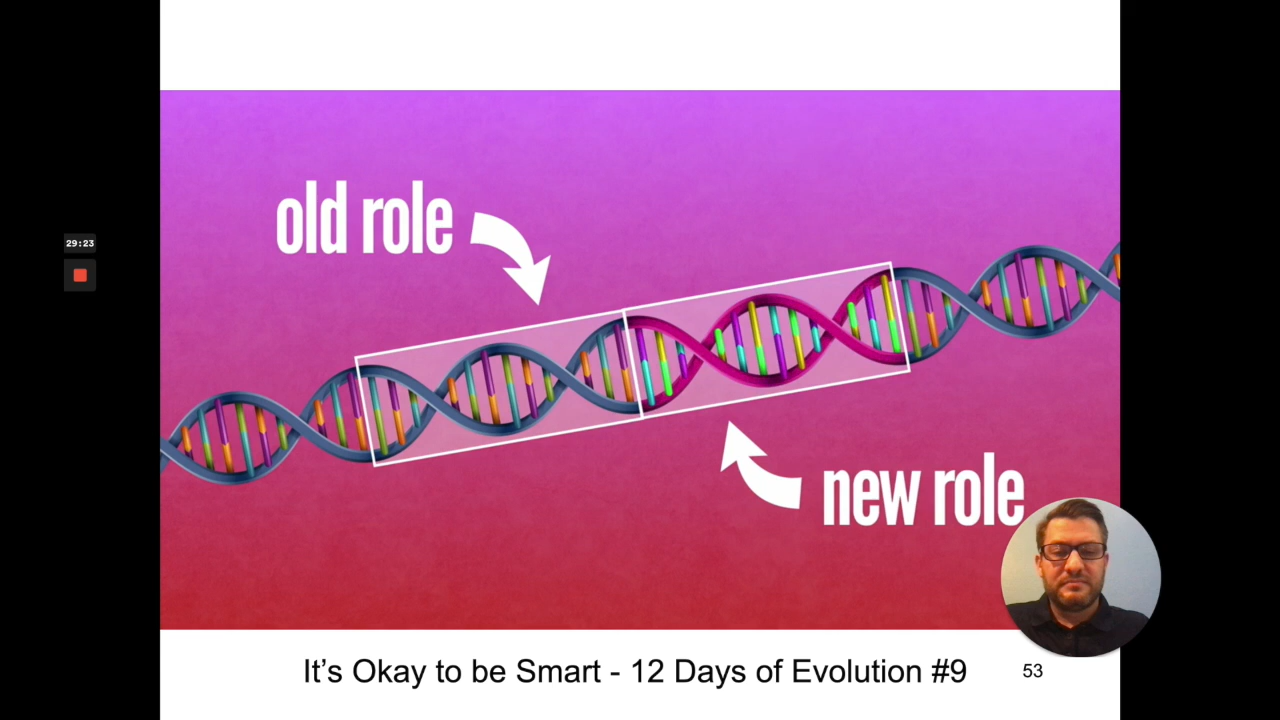 old role
29:23
new role
It's Okay to be Smart - 12 Days of Evolution #9
53